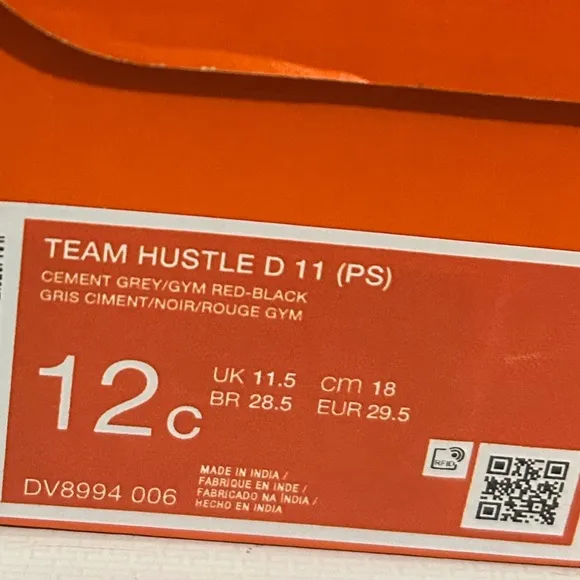 TEAM HUSTLE D 11 (PS)
CEMENT GREY/GYM RED-BLACK
GRIS CIMENT/NOIR/ROUGE GYM
12c
UK 11.5 cm 18
BR 28.5 EUR 29.5
RFID
DV8994 006
MADE IN INDIA /
FABRIQUE EN INDE /
FABRICADO NA ÍNDIA /
HECHO EN INDIA